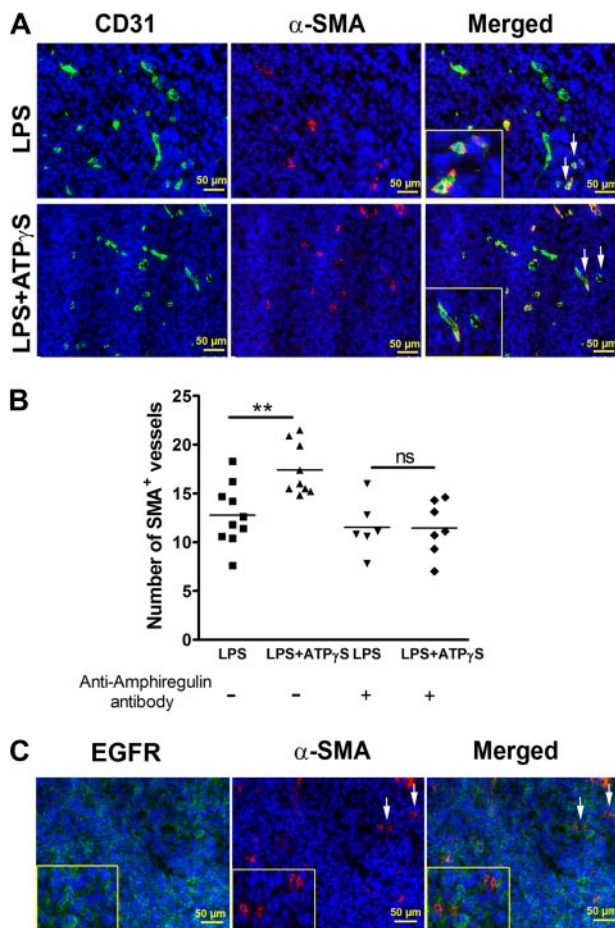 A
CD31
α-SMA
Merged
LPS
50 µm
50 µm
50 µm
LPS+ATPγS
50 µm
50 µm
50 µm
B
Number of SMA+ vessels
25
20
15
10
5
0
**
ns
LPS LPS+ATPγS LPS LPS+ATPγS
Anti-Amphiregulin
antibody
− − + +
C
EGFR
α-SMA
Merged
50 µm
50 µm
50 µm